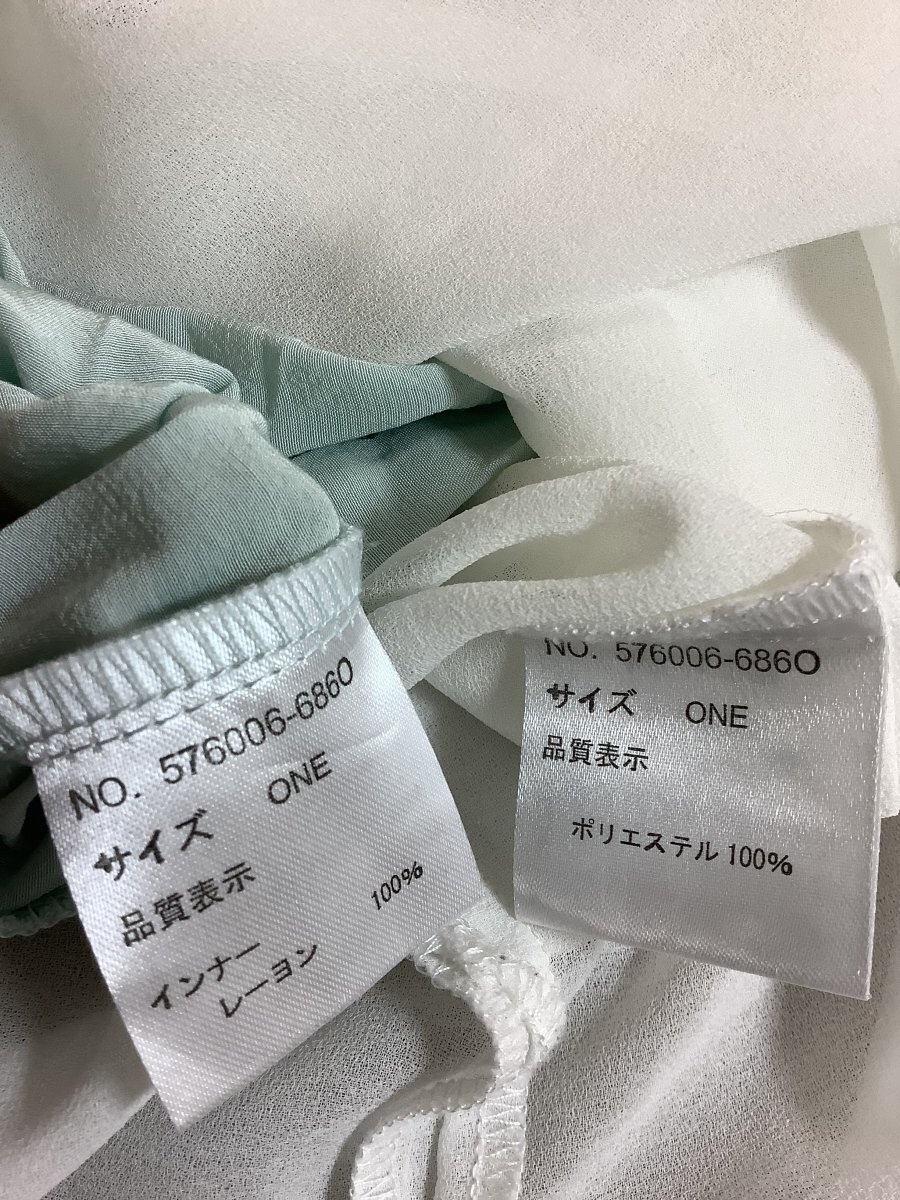 NO. 576006-6860
サイズ ONE
品質表示
インナー
レーヨン 100%
NO. 576006-6860
サイズ ONE
品質表示
ポリエステル 100%